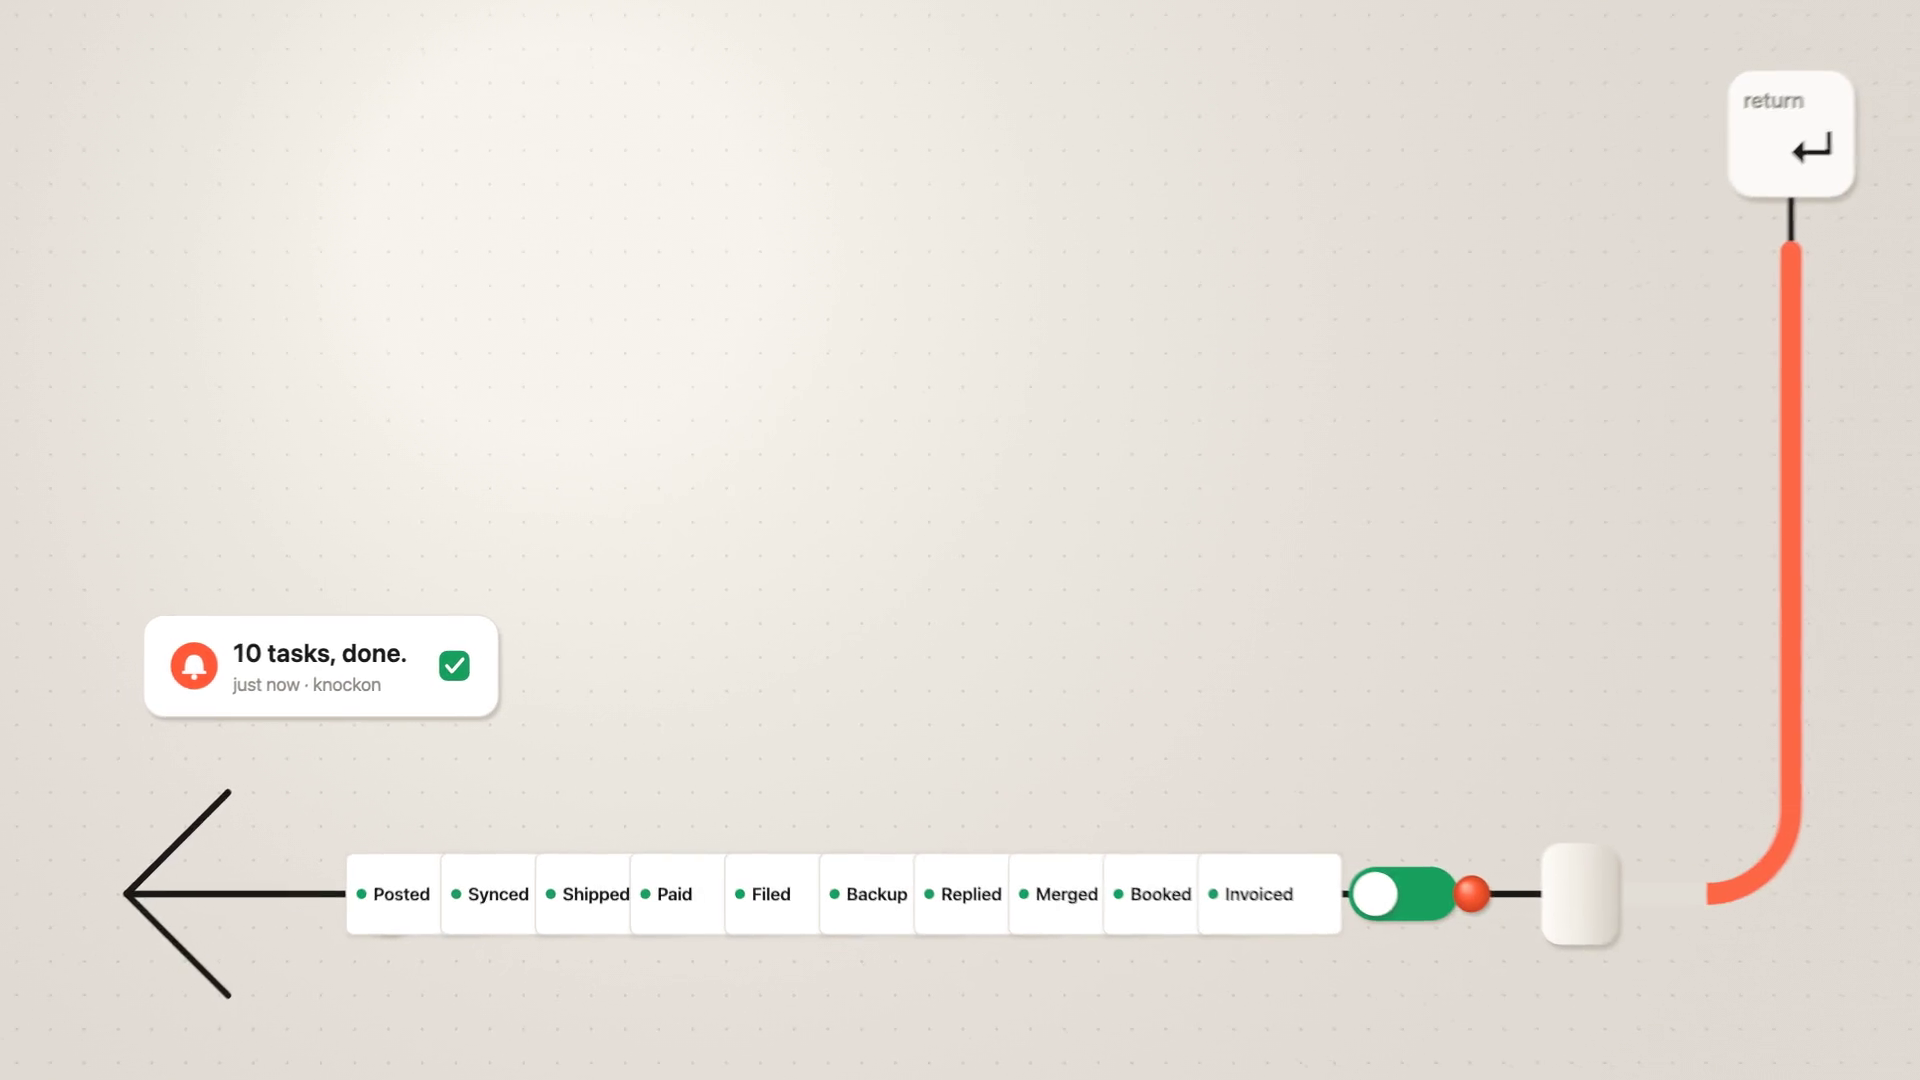 return
10 tasks, done.
just now · knockon
Posted
Synced
Shipped
Paid
Filed
Backup
Replied
Merged
Booked
Invoiced